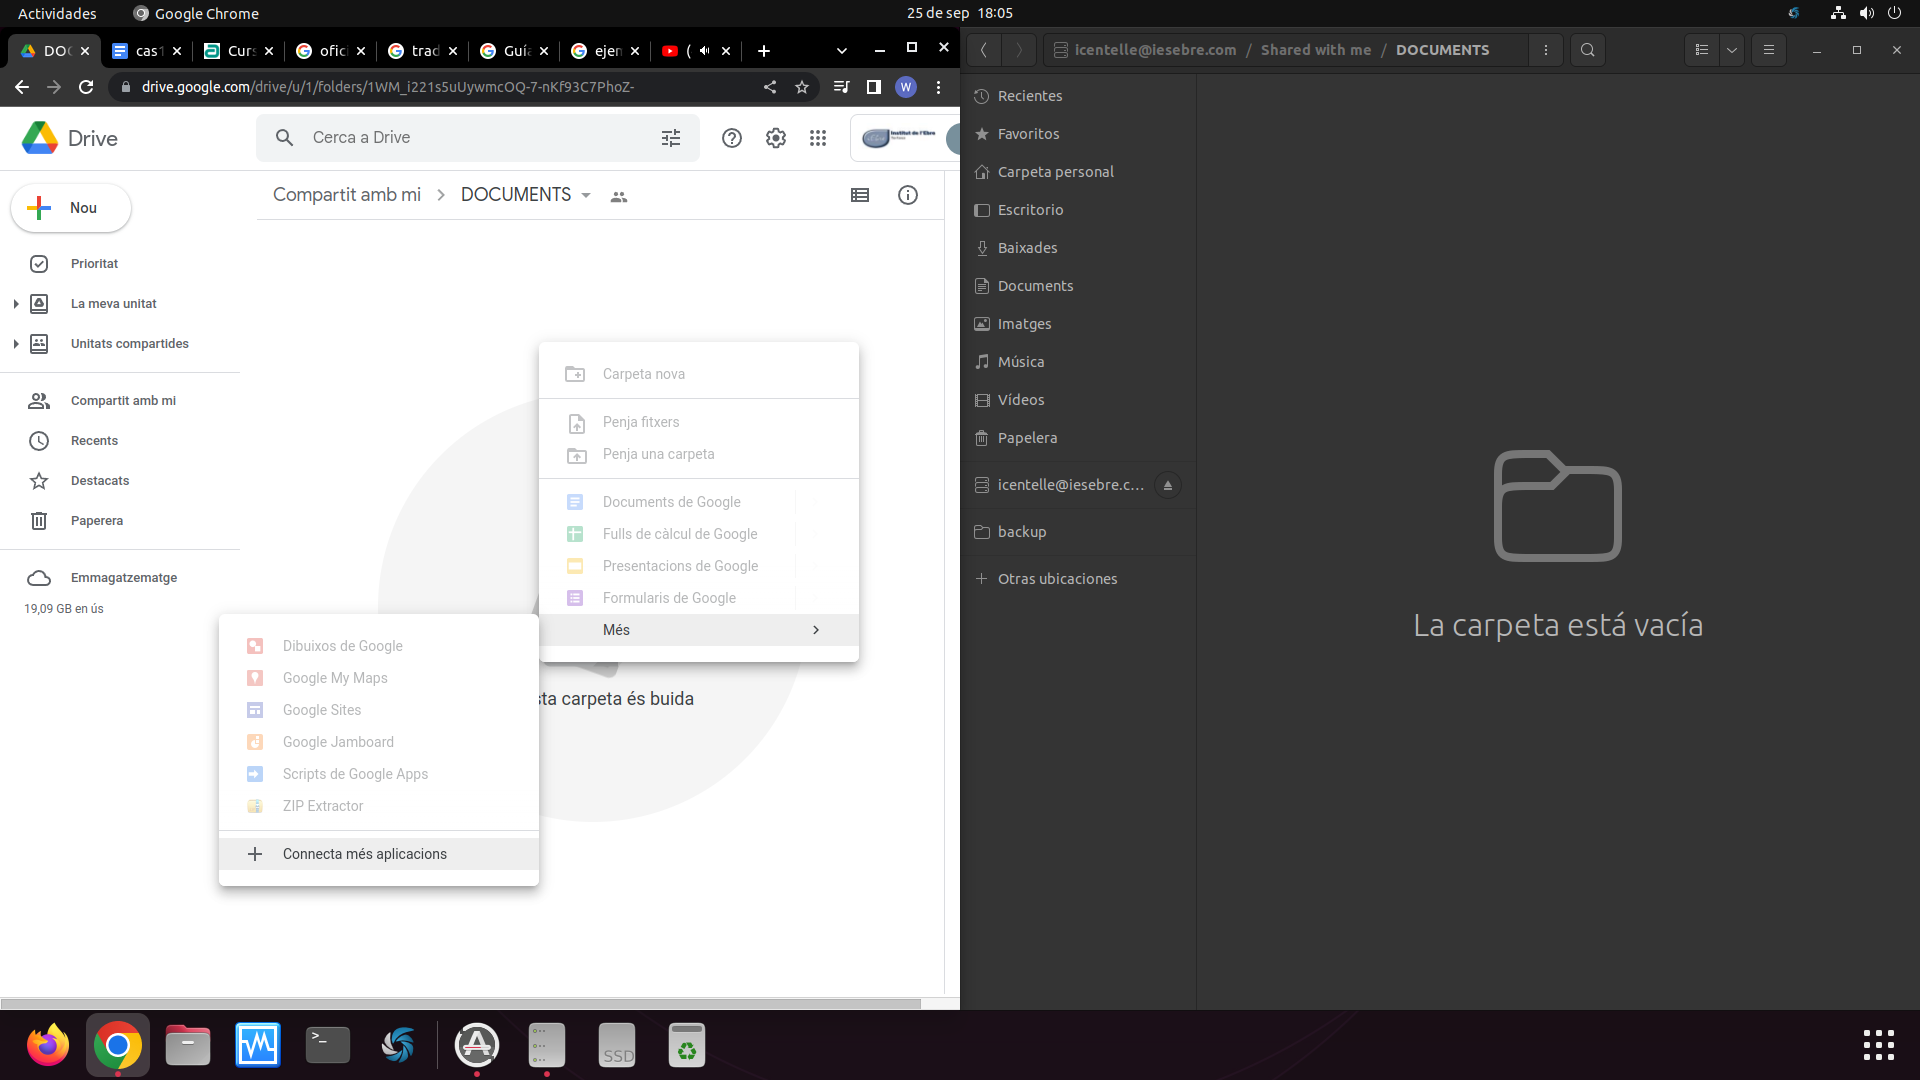 Actividades
Google Chrome
25 de sep 18:05
DOC
cas1
Curs
ofici
trad
Guía
ejen
(
drive.google.com/drive/u/1/folders/1WM_i221s5uUywmcOQ-7-nKf93C7PhoZ-
W
Drive
Cerca a Drive
Institut de l'Ebre
Nou
Compartit amb mi
DOCUMENTS
Prioritat
La meva unitat
Unitats compartides
Compartit amb mi
Recents
Destacats
Paperera
Emmagatzematge
19,09 GB en ús
Carpeta nova
Penja fitxers
Penja una carpeta
Documents de Google
Fulls de càlcul de Google
Presentacions de Google
Formularis de Google
Més
Dibuixos de Google
Google My Maps
Google Sites
Google Jamboard
Scripts de Google Apps
ZIP Extractor
Connecta més aplicacions
sta carpeta és buida
icentelle@iesebre.com / Shared with me / DOCUMENTS
Recientes
Favoritos
Carpeta personal
Escritorio
Baixades
Documents
Imatges
Música
Vídeos
Papelera
icentelle@iesebre.c...
backup
Otras ubicaciones
La carpeta está vacía
>_
SSD